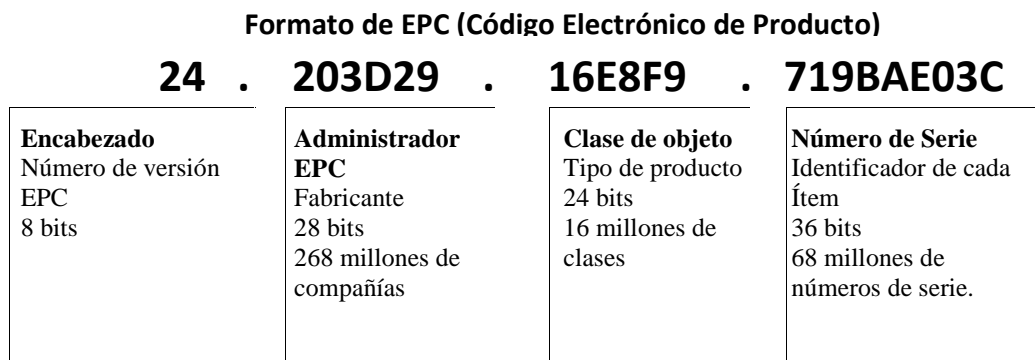 Formato de EPC (Código Electrónico de Producto)
24 . 203D29 . 16E8F9 . 719BAE03C
Encabezado
Número de versión
EPC
8 bits
Administrador
EPC
Fabricante
28 bits
268 millones de
compañías
Clase de objeto
Tipo de producto
24 bits
16 millones de
clases
Número de Serie
Identificador de cada
Ítem
36 bits
68 millones de
números de serie.